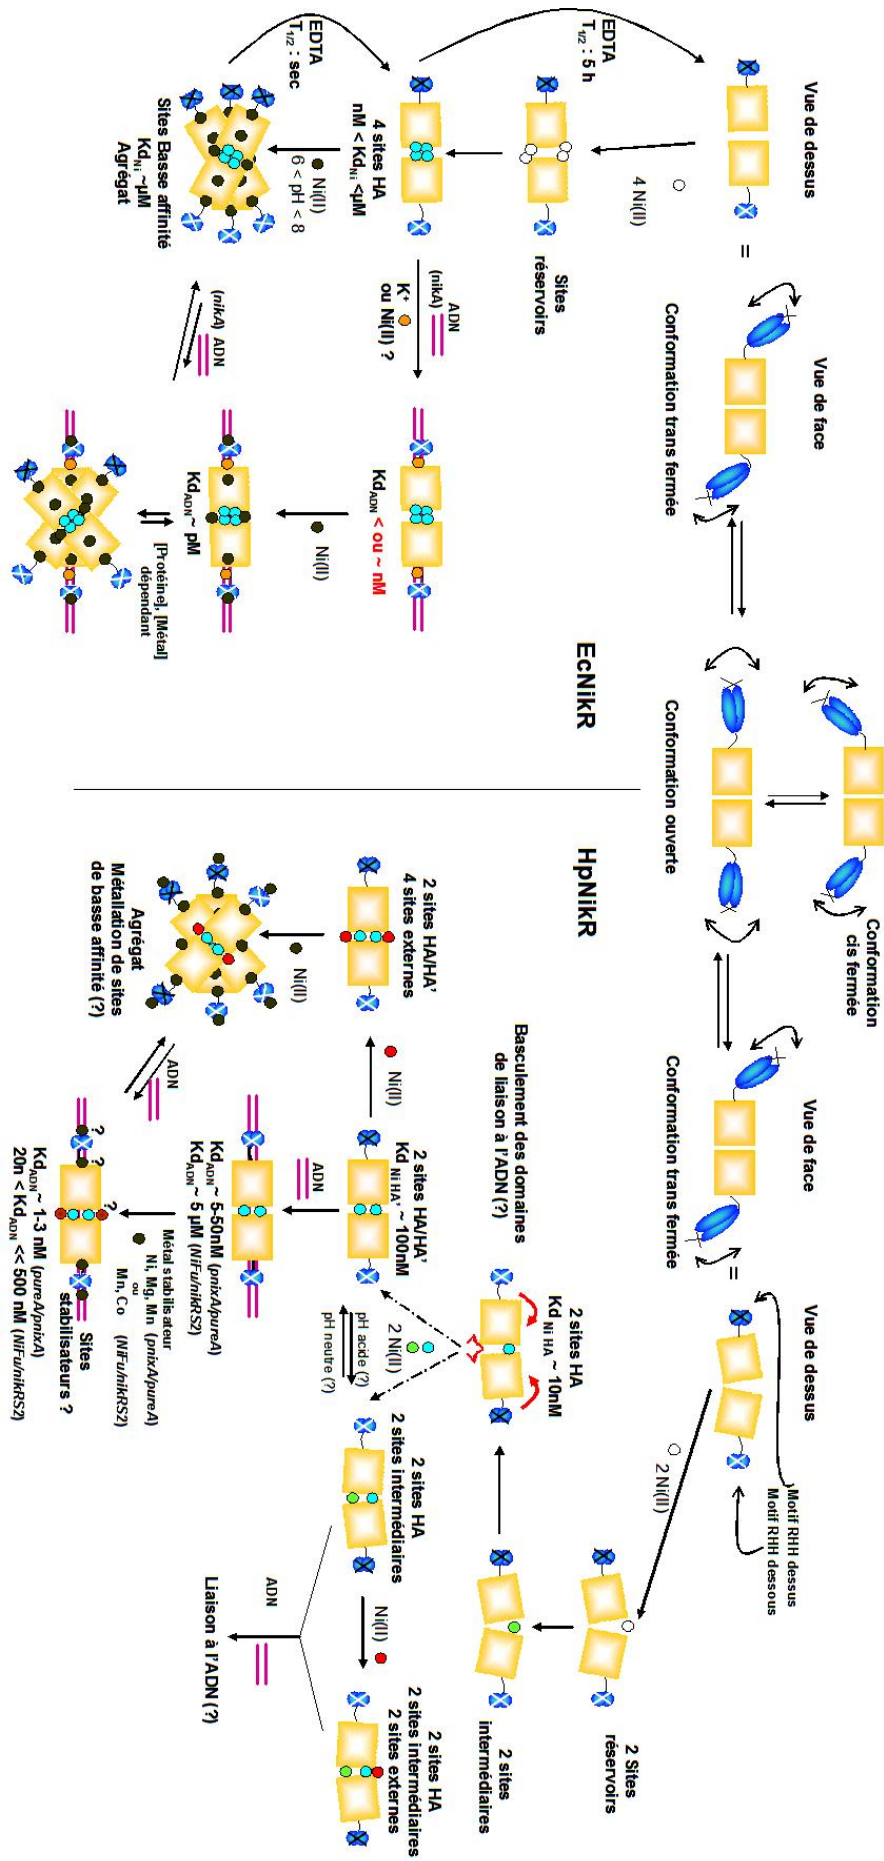 Vue de dessus
=
Vue de face
Conformation trans fermée
Conformation
cis fermée
Conformation ouverte
Vue de face
Conformation trans fermée
=
Vue de dessus
Motif RHH dessus
Motif RHH dessous
EDTA
T1/2 : 5 h
4 Ni(II)
Sites
réservoirs
EcNikR
HpNikR
2 Ni(II)
2 Sites
réservoirs
2 sites
intermédiaires
2 sites HA
Kd Ni HA ~ 10nM
Basculement des domaines
de liaison à l'ADN (?)
4 sites HA
nM < KdNi <µM
ADN
(nikA)
K+
ou Ni(II) ?
KdADN < ou ~ nM
2 sites HA/HA'
4 sites externes
Ni(II)
2 sites HA/HA'
Kd Ni HA' ~ 100nM
2 Ni(II)
pH acide (?)
pH neutre (?)
2 sites HA
2 sites intermédiaires
Ni(II)
2 sites HA
2 sites intermédiaires
2 sites externes
EDTA
T1/2 : sec
Ni(II)
6 < pH < 8
Ni(II)
Ni(II)
ADN
ADN
Liaison à l'ADN (?)
Sites Basse affinité
KdNi ~µM
Agrégat
(nikA) ADN
KdADN ~ pM
[Protéine], [Métal]
dépendant
Agrégat
Métallation de sites
de basse affinité (?)
ADN
KdADN ~ 5-50nM (pnixA/pureA)
KdADN ~ 5 µM (NiFu/nikRS2)
Métal stabilisateur
Ni, Mg, Mn (pnixA/pureA)
ou
Mn, Co (NiFu/nikRS2)
?
?
?
Sites
stabilisateurs ?
KdADN ~ 1-3 nM (pureA/pnixA)
20n < KdADN << 500 nM (NiFu/nikRS2)